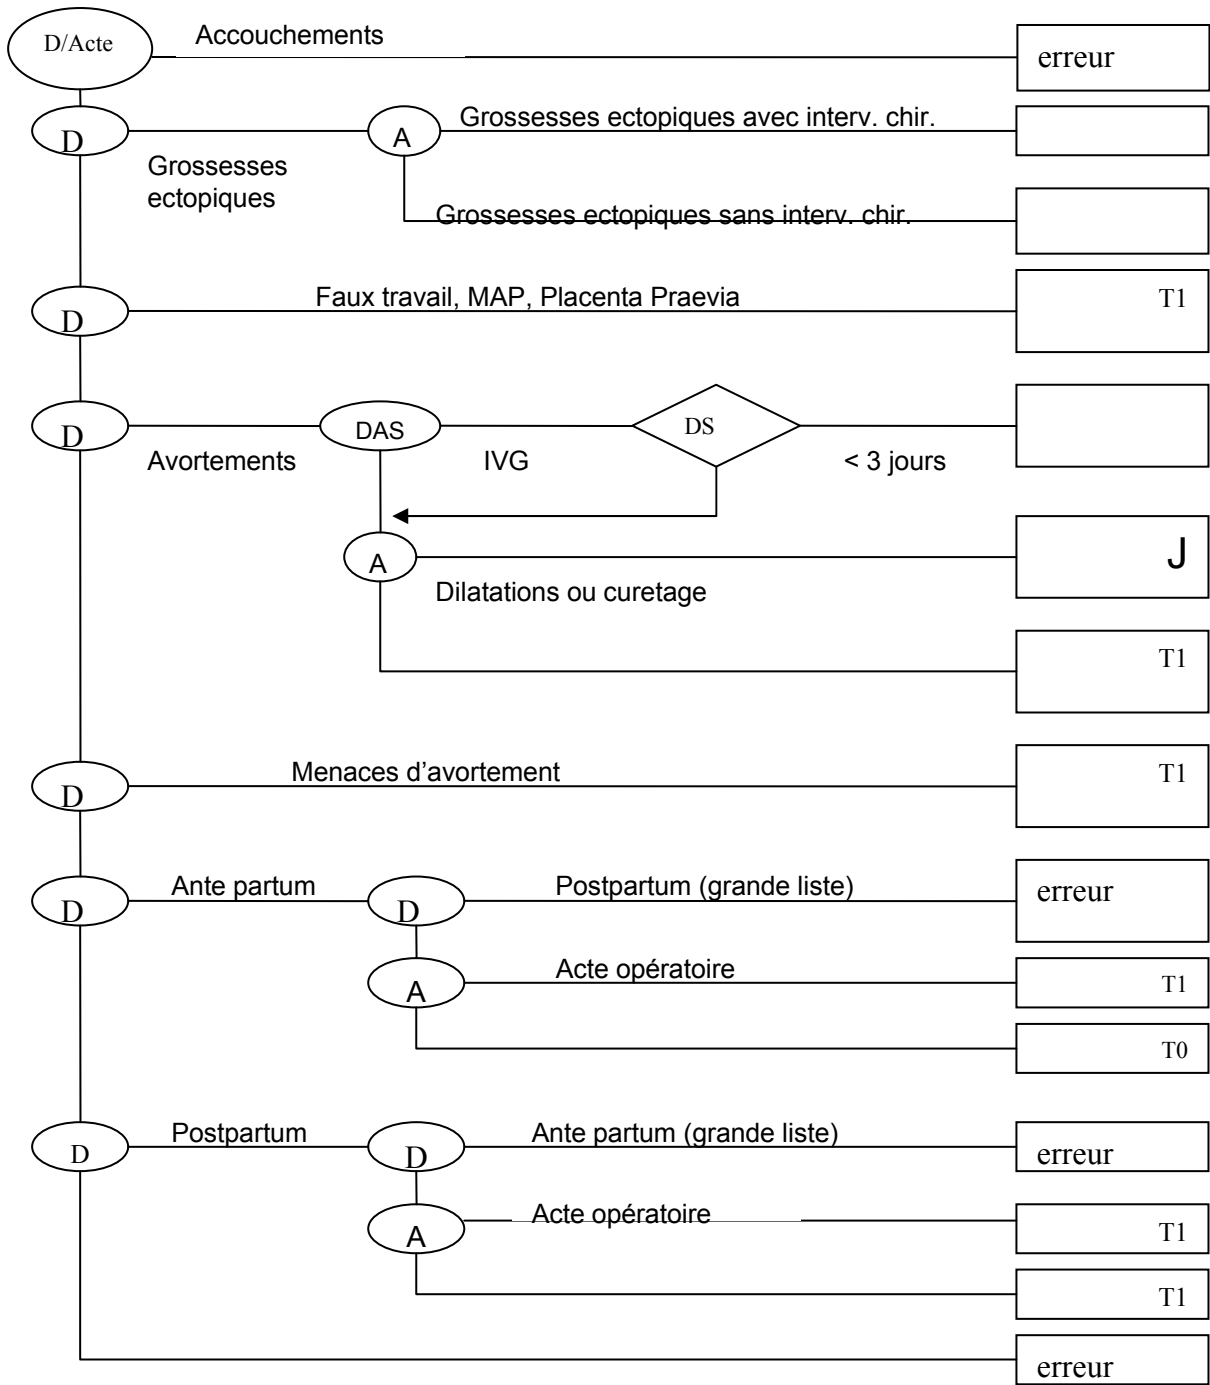 D/Acte
Accouchements
erreur
D
Grossesses
ectopiques
A
Grossesses ectopiques avec interv. chir.
Grossesses ectopiques sans interv. chir.
D
Faux travail, MAP, Placenta Praevia
T1
D
Avortements
DAS
IVG
DS
< 3 jours
A
Dilatations ou curetage
J
T1
D
Menaces d'avortement
T1
D
Ante partum
D
Postpartum (grande liste)
erreur
A
Acte opératoire
T1
T0
D
Postpartum
D
Ante partum (grande liste)
erreur
A
Acte opératoire
T1
T1
erreur